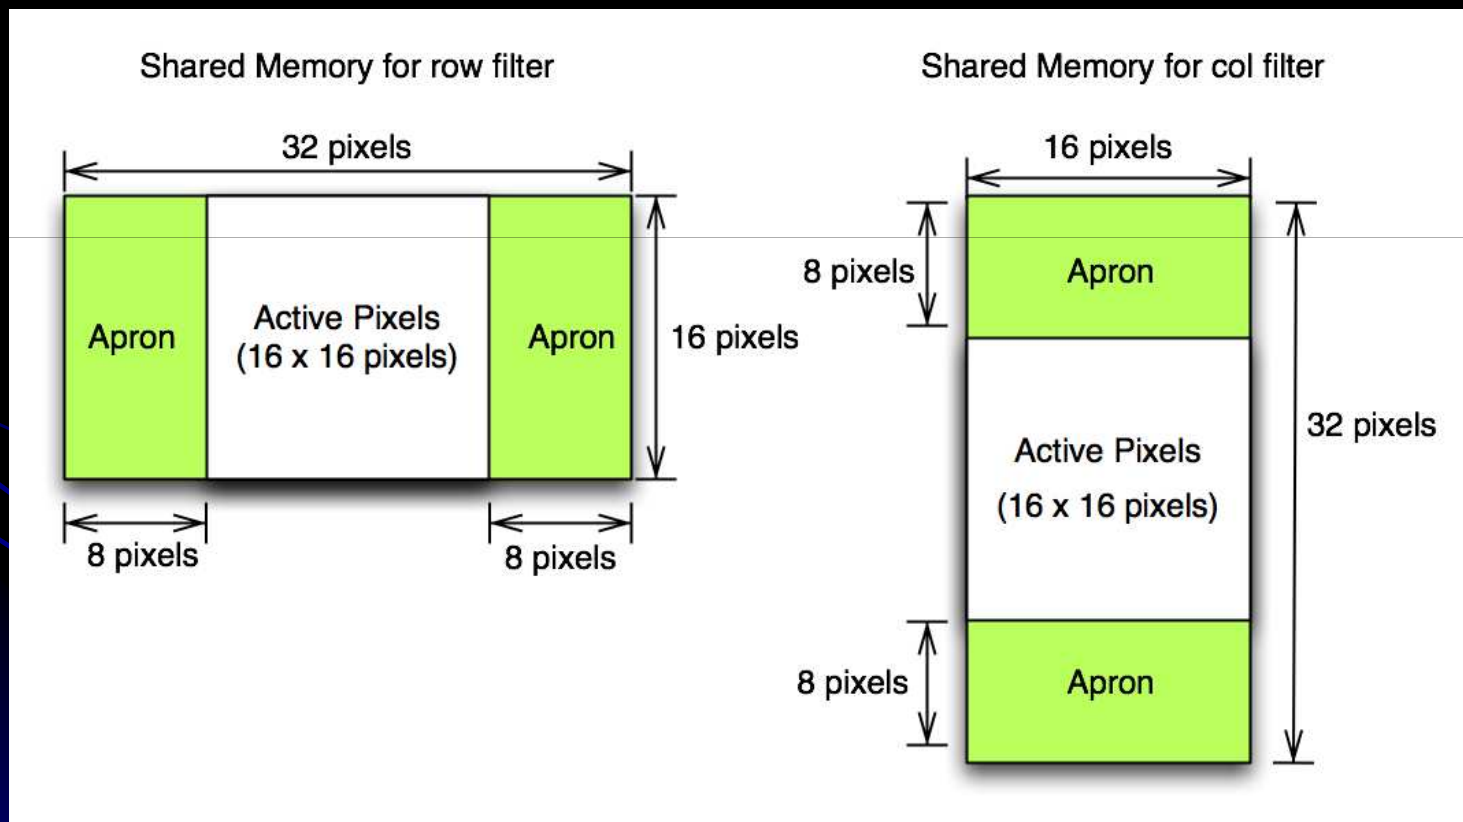 Shared Memory for row filter
32 pixels
Apron
Active Pixels
(16 x 16 pixels)
Apron
16 pixels
8 pixels
8 pixels
Shared Memory for col filter
16 pixels
8 pixels
Apron
Active Pixels
(16 x 16 pixels)
32 pixels
8 pixels
Apron